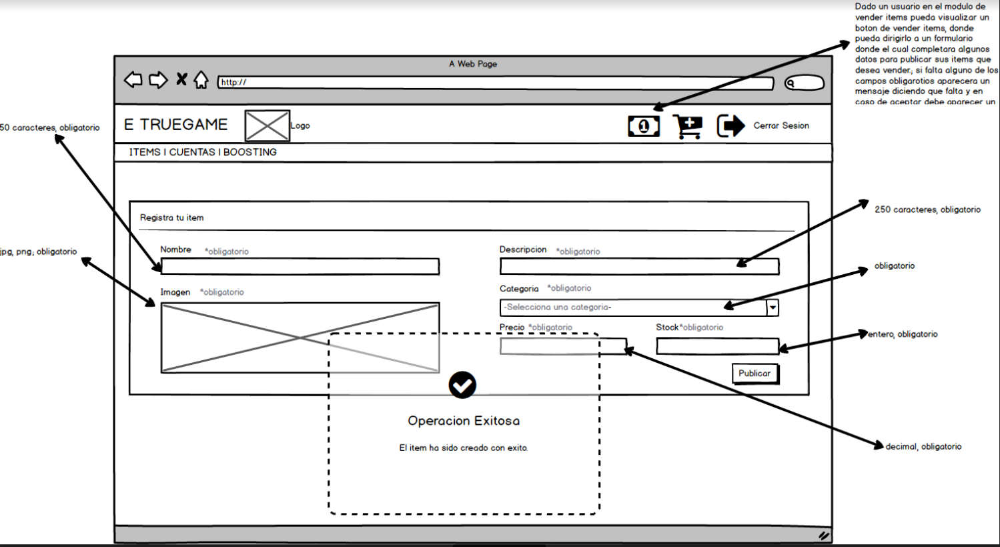 Dado un usuario en el modulo de
vender items pueda visualizar un
boton de vender items, donde
pueda dirigirlo a un formulario
donde el cual completara algunos
datos para publicar sus items que
desea vender.; si falta alguno de los
campos obligarotios aparecera un
mensaje diciendo que falta y en
caso de aceptar debe aparecer un
A Web Page
http://
E TRUEGAME
Logo
1
Cerrar Sesion
ITEMS | CUENTAS | BOOSTING
50 caracteres, obligatorio
Registra tu item
250 caracteres, obligatorio
Nombre *obligatorio
Descripcion *obligatorio
jpg, png; obligatorio
obligatorio
Imagen *obligatorio
Categoria *obligatorio
-Selecciona una categoria-
Precio *obligatorio
Stock*obligatorio
entero, obligatorio
Publicar
Operacion Exitosa
El item ha sido creado con exito.
decimal, obligatorio